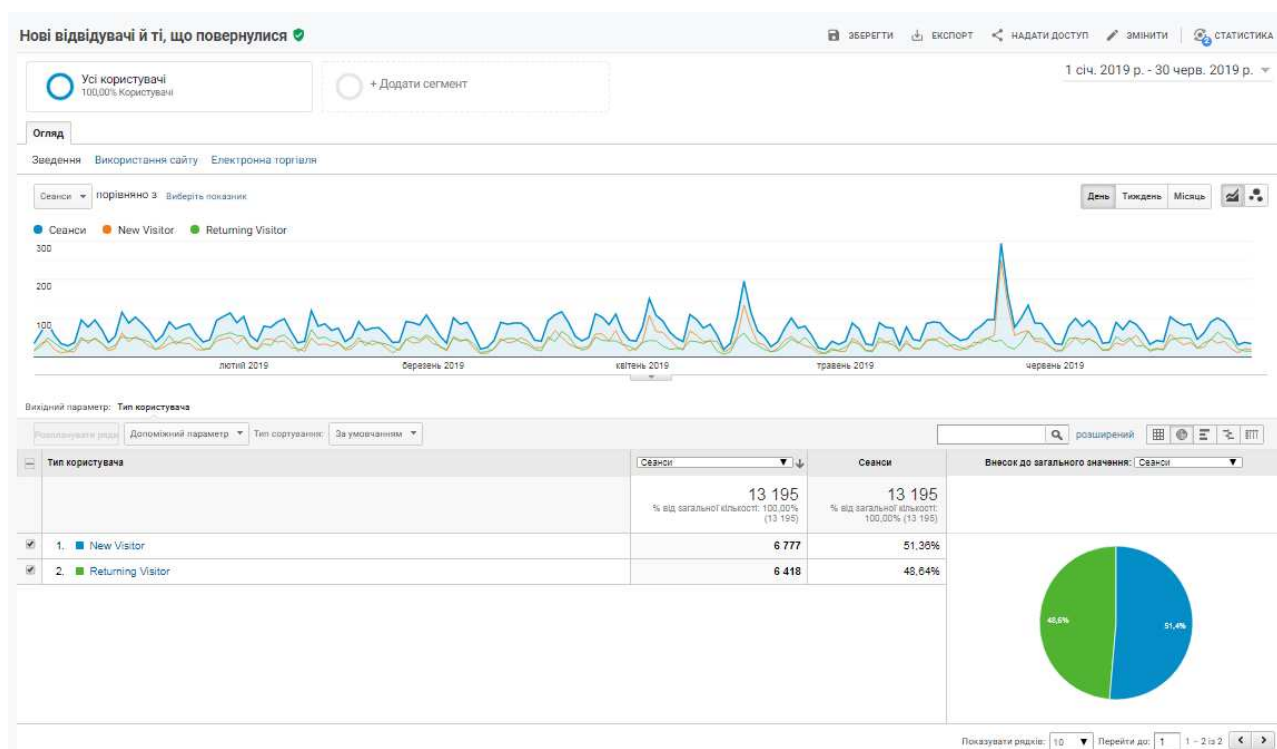 Нові відвідувачі й ті, що повернулися
ЗБЕРЕГТИ ЕКСПОРТ НАДАТИ ДОСТУП ЗМІНИТИ 2 СТАТИСТИКА
1 січ. 2019 р. - 30 черв. 2019 р.
Усі користувачі
100,00% Користувачі
+ Додати сегмент
Огляд
Зведення Використання сайту Електронна торгівля
Сеанси порівняно з Виберіть показник
День Тиждень Місяць
Сеанси New Visitor Returning Visitor
300
200
100
лютий 2019 березень 2019 квітень 2019 травень 2019 червень 2019
Вихідний параметр: Тип користувача
Допоміжний параметр Тип сортування: За умовчанням
розширений
Тип користувача Сеанси Сеанси Внесок до загального значення: Сеанси
13 195 13 195
% від загальної кількості: 100,00% % від загальної кількості:
(13 195) 100,00% (13 195)
1. New Visitor 6 777 51,36%
2. Returning Visitor 6 418 48,64%
48,6% 51,4%
Показувати рядків: 10 Перейти до: 1 1 – 2 із 2